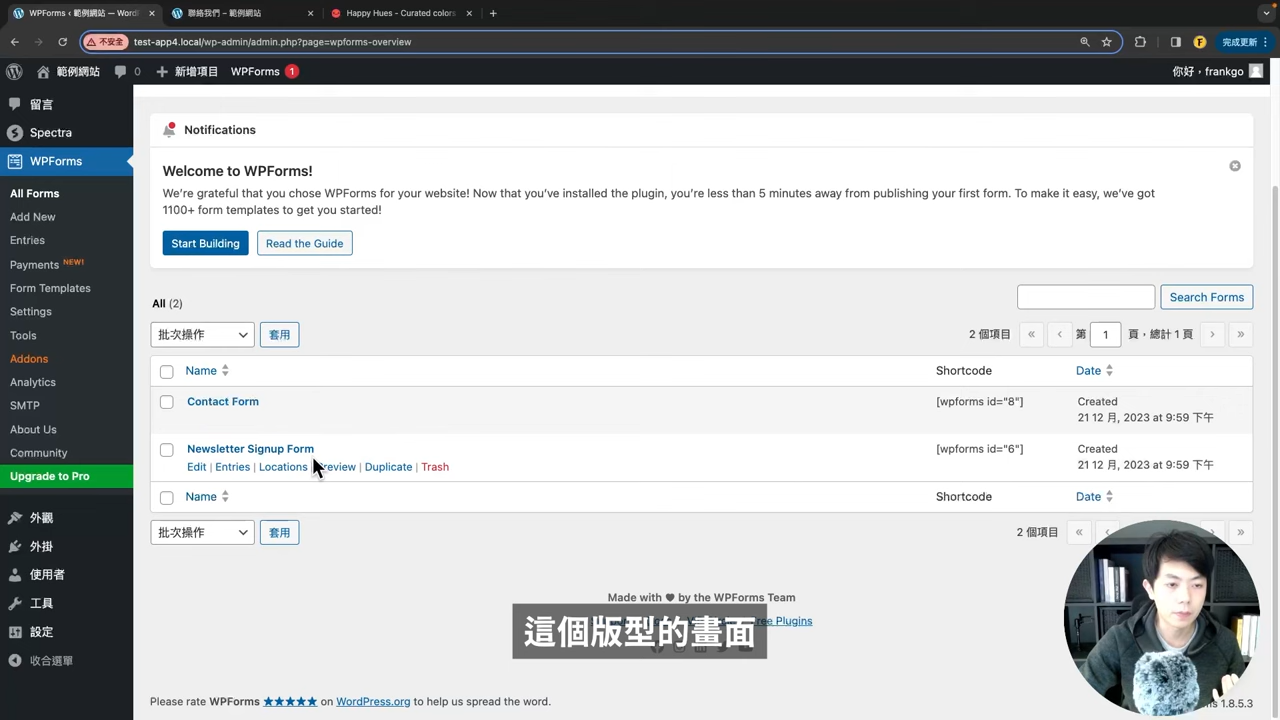 WPForms ‹ 範例網站 — WordP
聯絡我們 – 範例網站
Happy Hues - Curated colors
不安全
test-app4.local/wp-admin/admin.php?page=wpforms-overview
F
完成更新
範例網站
0
新增項目
WPForms 1
你好，frankgo
留言
Spectra
WPForms
All Forms
Add New
Entries
Payments NEW!
Form Templates
Settings
Tools
Addons
Analytics
SMTP
About Us
Community
Upgrade to Pro
外觀
外掛
使用者
工具
設定
收合選單
Notifications
Welcome to WPForms!
We're grateful that you chose WPForms for your website! Now that you've installed the plugin, you're less than 5 minutes away from publishing your first form. To make it easy, we've got
1100+ form templates to get you started!
Start Building
Read the Guide
All (2)
Search Forms
批次操作
套用
2 個項目 « ‹ 第 1 頁，總計 1 頁 › »
Name
Shortcode
Date
Contact Form
[wpforms id="8"]
Created
21 12 月, 2023 at 9:59 下午
Newsletter Signup Form
[wpforms id="6"]
Created
21 12 月, 2023 at 9:59 下午
Edit | Entries | Locations | Preview | Duplicate | Trash
Name
Shortcode
Date
批次操作
套用
2 個項目 « ‹ › »
Made with ♥ by the WPForms Team
Free Plugins
這個版型的畫面
Please rate WPForms ★★★★★ on WordPress.org to help us spread the word.
1.8.5.3